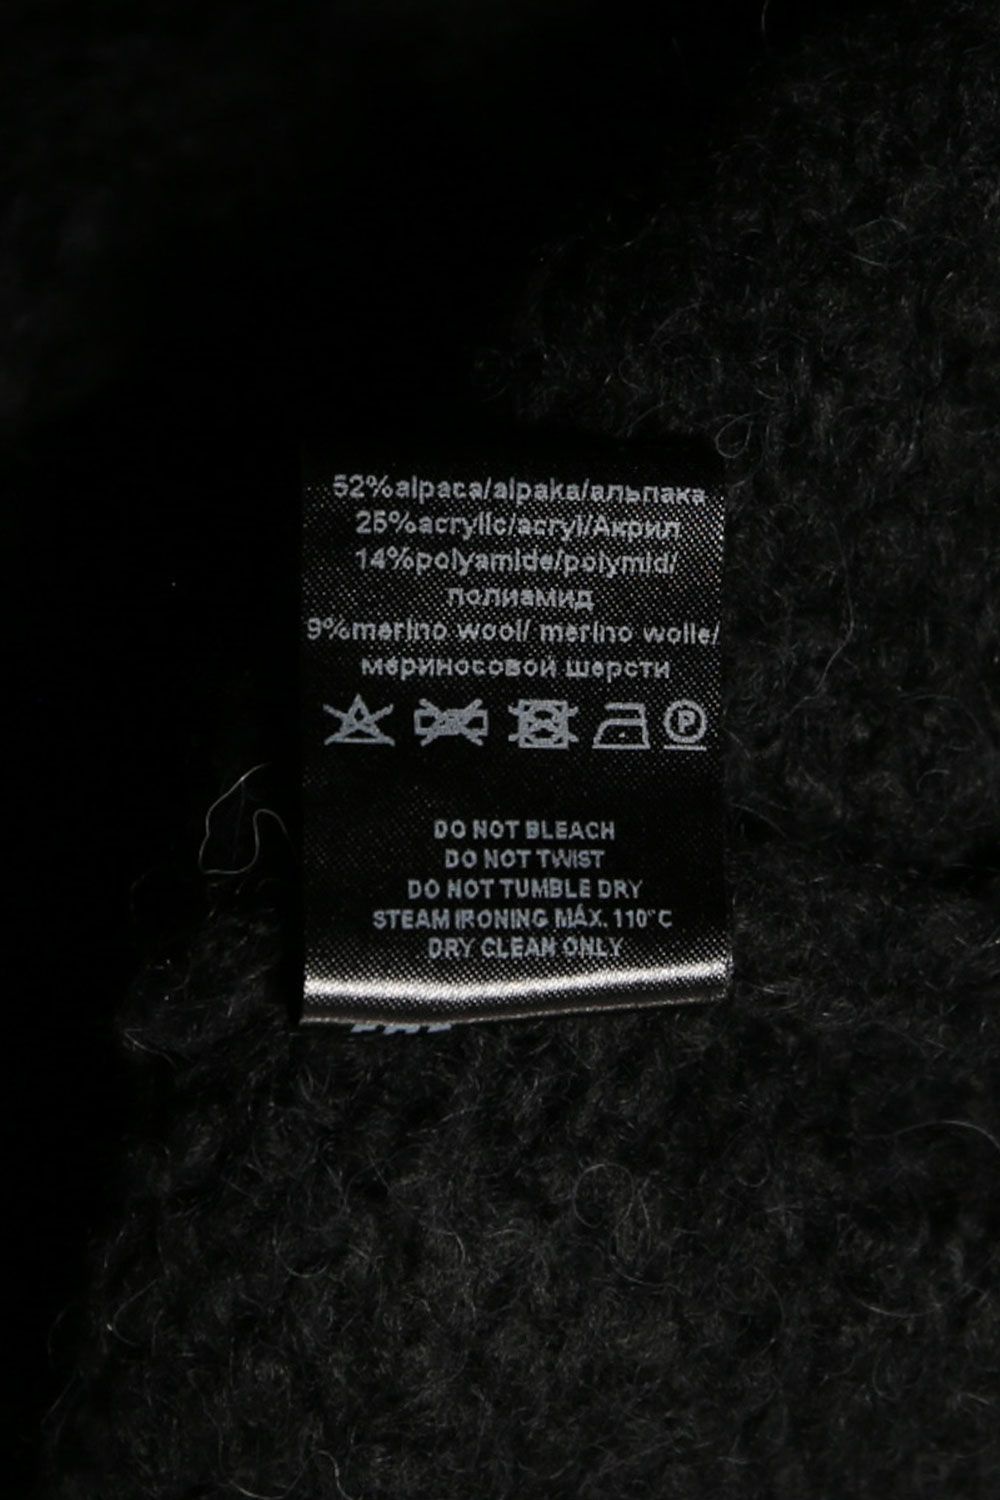 52%alpaca/alpaka/альпака
25%acrylic/acryl/Акрил
14%polyamide/polymid/
полиамид
9%merino wool/ merino wolle/
мериносовой шерсти
P
DO NOT BLEACH
DO NOT TWIST
DO NOT TUMBLE DRY
STEAM IRONING MÁX. 110°C
DRY CLEAN ONLY